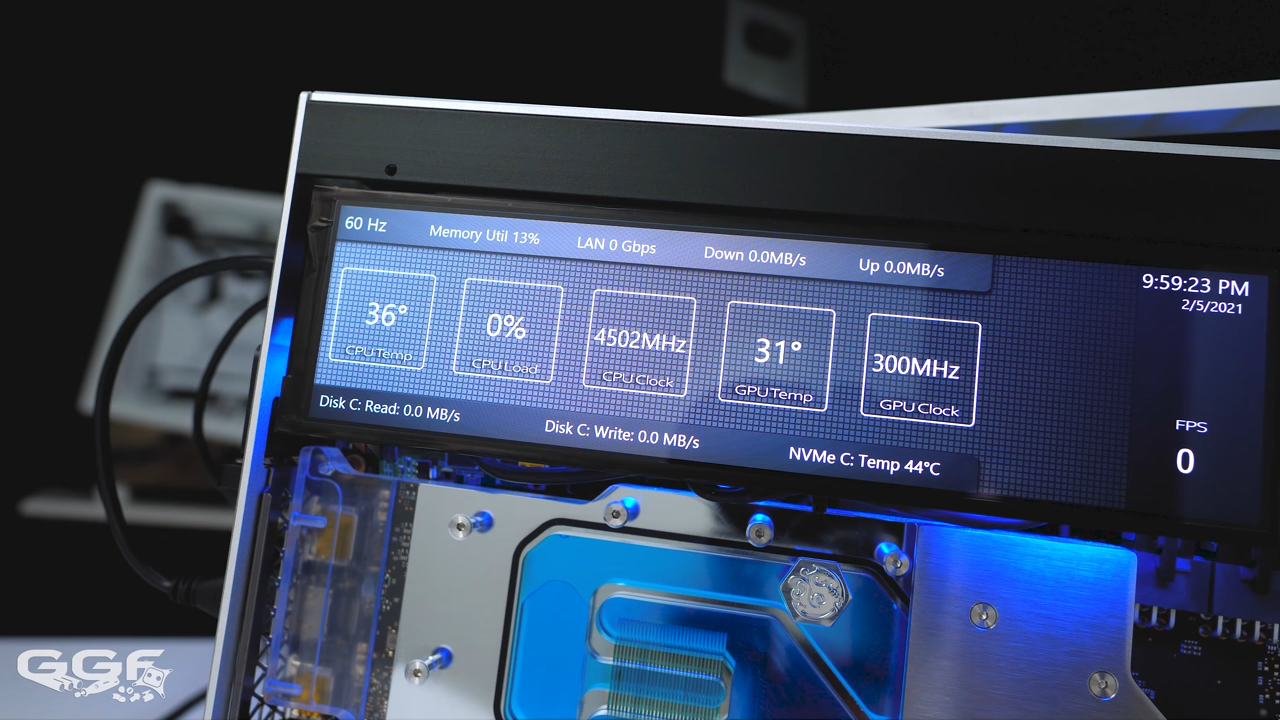 60 Hz
Memory Util 13%
LAN 0 Gbps
Down 0.0MB/s
Up 0.0MB/s
9:59:23 PM
2/5/2021
36°
CPU Temp
0%
CPU Load
4502MHz
CPU Clock
31°
GPU Temp
300MHz
GPU Clock
Disk C: Read: 0.0 MB/s
Disk C: Write: 0.0 MB/s
NVMe C: Temp 44°C
FPS
0
GGF